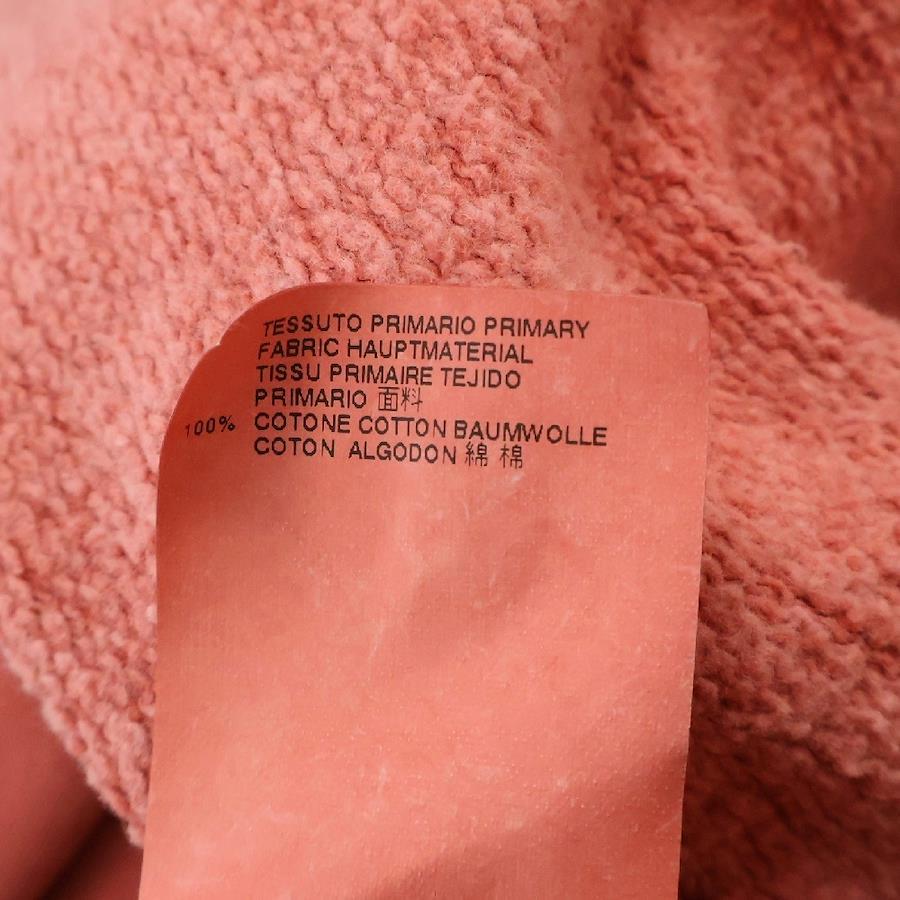 TESSUTO PRIMARIO PRIMARY
FABRIC HAUPTMATERIAL
TISSU PRIMAIRE TEJIDO
PRIMARIO 面料
100% COTONE COTTON BAUMWOLLE
COTON ALGODON 綿 棉